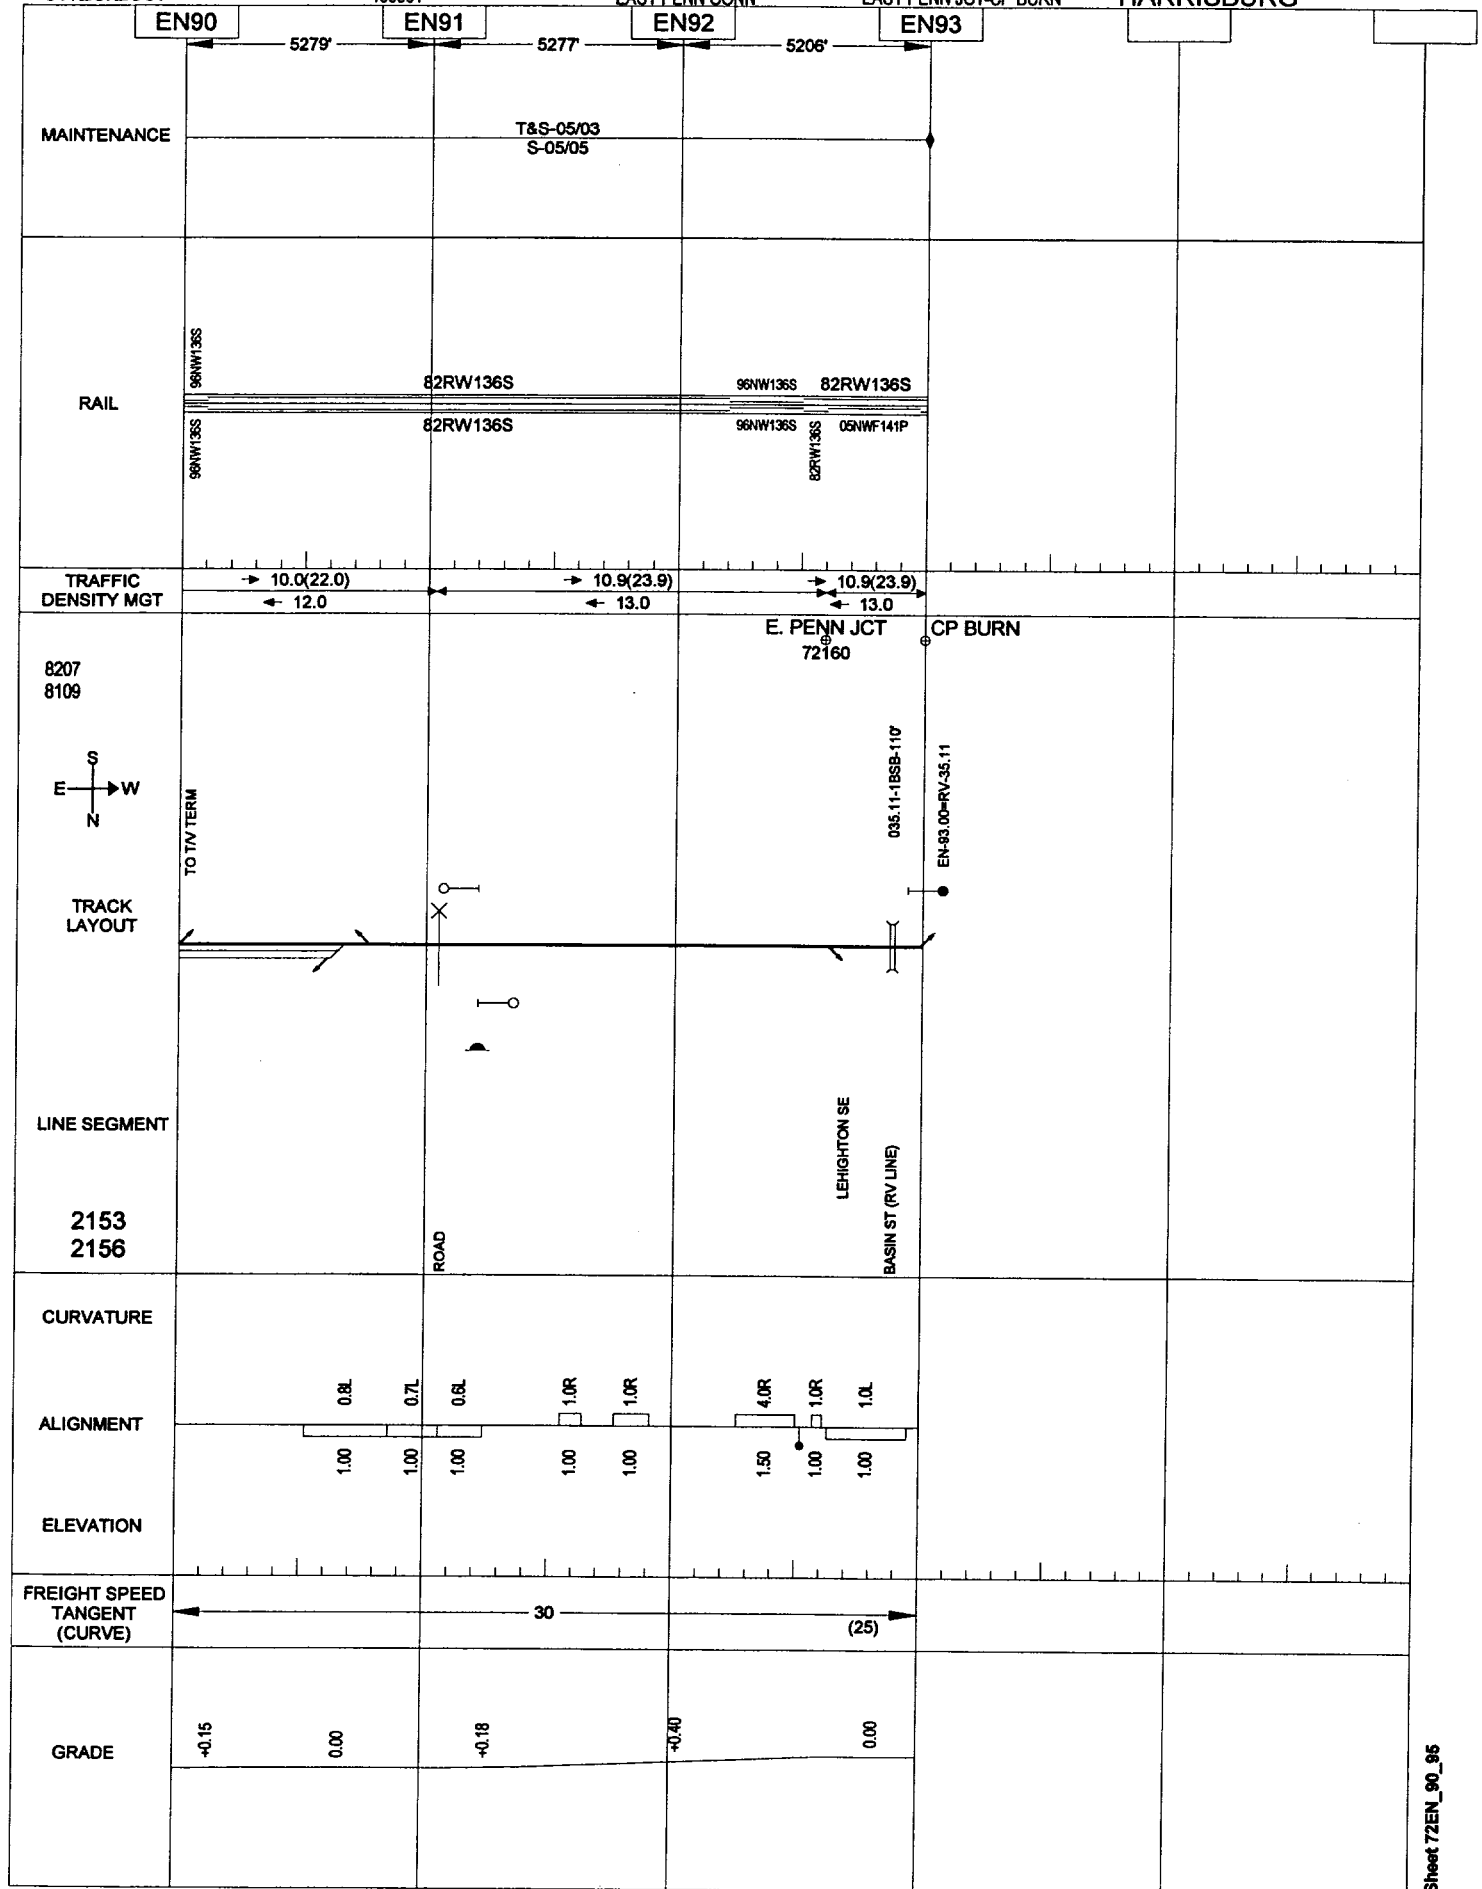 HARRISBURG
EN90
EN91
EN92
EN93
5279'
5277'
5206'
MAINTENANCE
T&S-05/03
S-05/05
RAIL
96NW136S
82RW136S
96NW136S
82RW136S
96NW136S
82RW136S
96NW136S
82RW136S
05NWF141P
TRAFFIC
DENSITY MGT
10.0(22.0)
12.0
10.9(23.9)
13.0
10.9(23.9)
13.0
E. PENN JCT
72160
CP BURN
8207
8109
S
E
W
N
TO T/V TERM
035.11-1BSB-110'
EN-93.00=RV-35.11
TRACK
LAYOUT
LINE SEGMENT
2153
2156
ROAD
LEHIGHTON SE
BASIN ST (RV LINE)
CURVATURE
0.8L
0.7L
0.6L
1.0R
1.0R
4.0R
1.0R
1.0L
ALIGNMENT
1.00
1.00
1.00
1.00
1.00
1.50
1.00
1.00
ELEVATION
FREIGHT SPEED
TANGENT
(CURVE)
30
(25)
GRADE
+0.15
0.00
+0.18
+0.40
0.00
Sheet 72EN_90_95